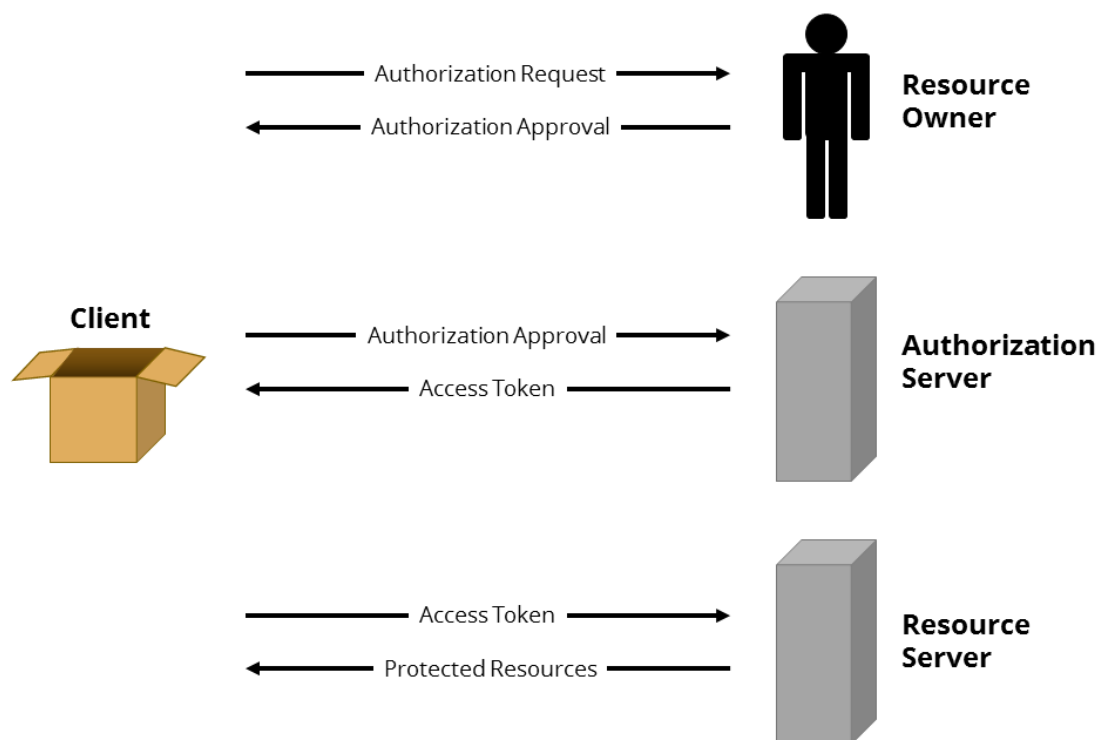 Authorization Request
Authorization Approval
Resource
Owner
Client
Authorization Approval
Access Token
Authorization
Server
Access Token
Protected Resources
Resource
Server